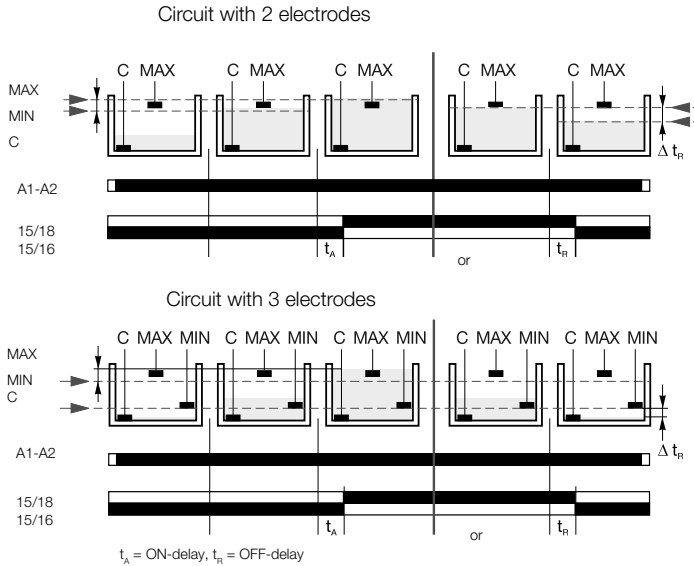 Circuit with 2 electrodes
C MAX C MAX C MAX C MAX C MAX
MAX
MIN
C
Δ tR
A1-A2
15/18
15/16
tA
tR
or
Circuit with 3 electrodes
C MAX MIN C MAX MIN C MAX MIN C MAX MIN C MAX MIN
MAX
MIN
C
Δ tR
A1-A2
15/18
15/16
tA
tR
or
tA = ON-delay, tR = OFF-delay